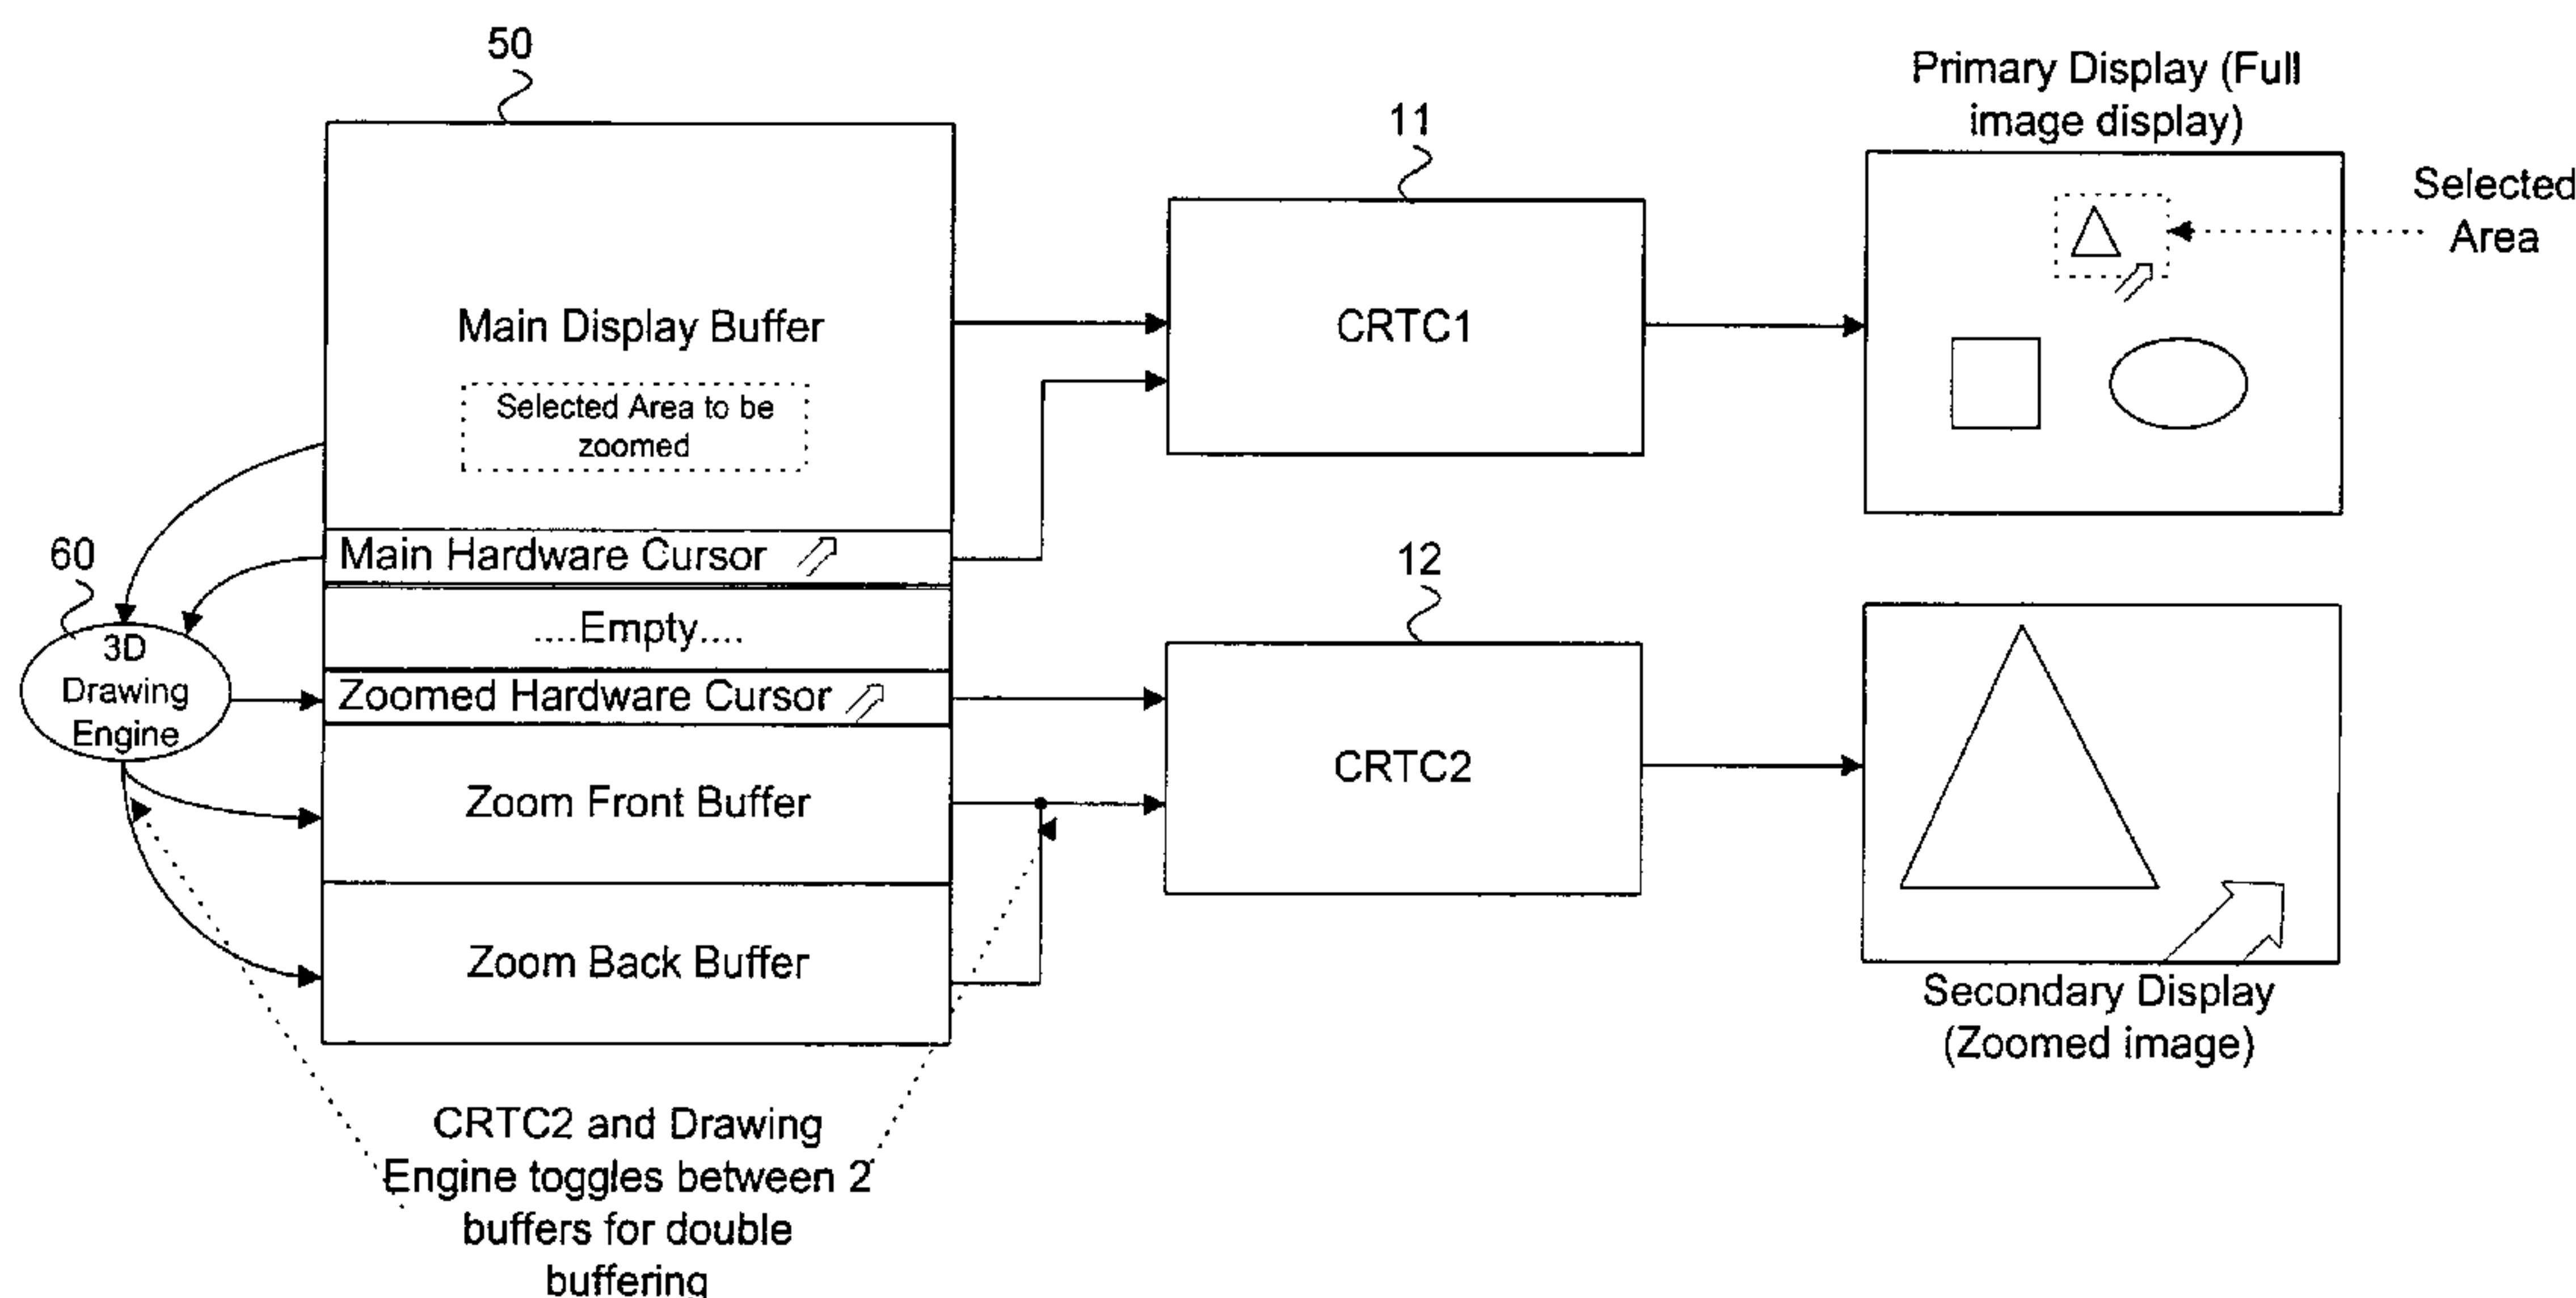 50
Main Display Buffer
Selected Area to be
zoomed
Main Hardware Cursor
....Empty....
Zoomed Hardware Cursor
Zoom Front Buffer
Zoom Back Buffer
60
3D
Drawing
Engine
CRTC2 and Drawing
Engine toggles between 2
buffers for double
buffering
11
CRTC1
12
CRTC2
Primary Display (Full
image display)
Selected
Area
Secondary Display
(Zoomed image)